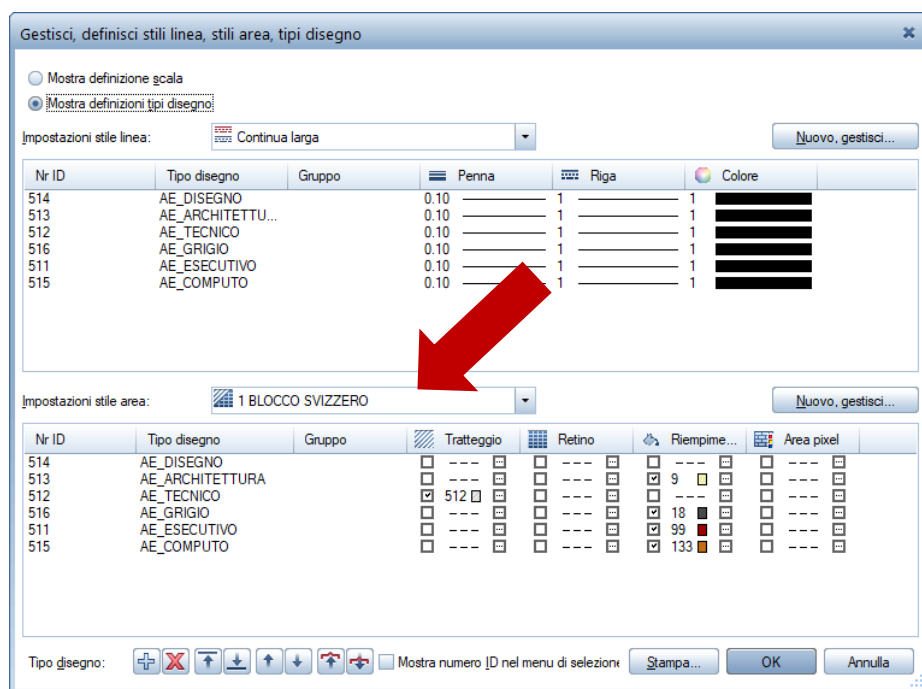 Gestisci, definisci stili linea, stili area, tipi disegno
Mostra definizione scala
Mostra definizioni tipi disegno
Impostazioni stile linea: Continua larga Nuovo, gestisci...
Nr ID Tipo disegno Gruppo Penna Riga Colore
514 AE_DISEGNO 0.10 1 1
513 AE_ARCHITETTU... 0.10 1 1
512 AE_TECNICO 0.10 1 1
516 AE_GRIGIO 0.10 1 1
511 AE_ESECUTIVO 0.10 1 1
515 AE_COMPUTO 0.10 1 1
Impostazioni stile area: 1 BLOCCO SVIZZERO Nuovo, gestisci...
Nr ID Tipo disegno Gruppo Tratteggio Retino Riempime... Area pixel
514 AE_DISEGNO --- --- --- ---
513 AE_ARCHITETTURA --- --- 9 ---
512 AE_TECNICO 512 --- --- ---
516 AE_GRIGIO --- --- 18 ---
511 AE_ESECUTIVO --- --- 99 ---
515 AE_COMPUTO --- --- 133 ---
Tipo disegno: Mostra numero ID nel menu di selezione Stampa... OK Annulla